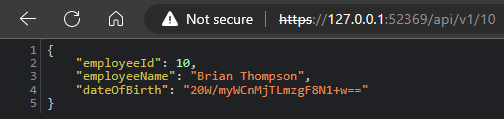 Not secure https://127.0.0.1:52369/api/v1/10
1 {
2 "employeeId": 10,
3 "employeeName": "Brian Thompson",
4 "dateOfBirth": "20W/myWCnMjTLmzgF8N1+w=="
5 }